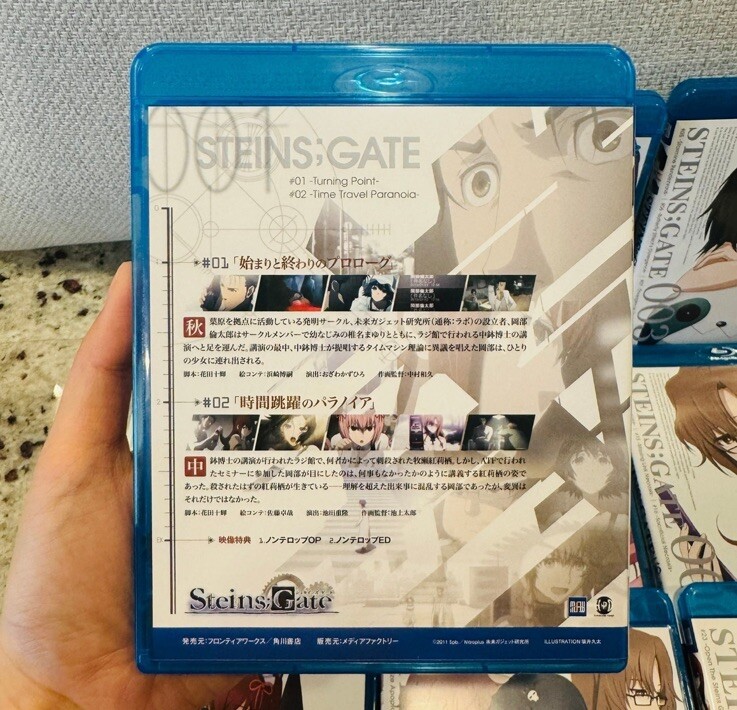 001
STEINS;GATE
#01 -Turning Point-
#02 -Time Travel Paranoia-
0
1
#01「始まりと終わりのプロローグ」
秋葉原を拠点に活動している発明サークル、未来ガジェット研究所(通称:ラボ)の設立者、岡部
倫太郎はサークルメンバーで幼なじみの椎名まゆりとともに、ラジ館で行われる中鉢博士の講
演へと足を運んだ。講演の最中、中鉢博士が提唱するタイムマシン理論に異議を唱えた岡部は、ひとり
の少女に連れ出される。
脚本:花田十輝 絵コンテ:浜崎博嗣 演出:おざわかずひろ 作画監督:中村和久
2
#02「時間跳躍のパラノイア」
中鉢博士の講演が行われたラジ館で、何者かによって刺殺された牧瀬紅莉栖。しかし、ATFで行われ
たセミナーに参加した岡部が目にしたのは、何事もなかったかのように講義する紅莉栖の姿で
あった。殺されたはずの紅莉栖が生きている――理解を超えた出来事に混乱する岡部であったが、変異は
それだけではなかった。
脚本:花田十輝 絵コンテ:佐藤卓哉 演出:池田重隆 作画監督:池上太郎
EX
映像特典 1.ノンテロップOP 2.ノンテロップED
Steins;Gate
発売元:フロンティアワークス/角川書店 販売元:メディアファクトリー
©2011 5pb./Nitroplus 未来ガジェット研究所 ILLUSTRATION:坂井久太
STEINS;GATE 002
STEINS;GATE
STEINS